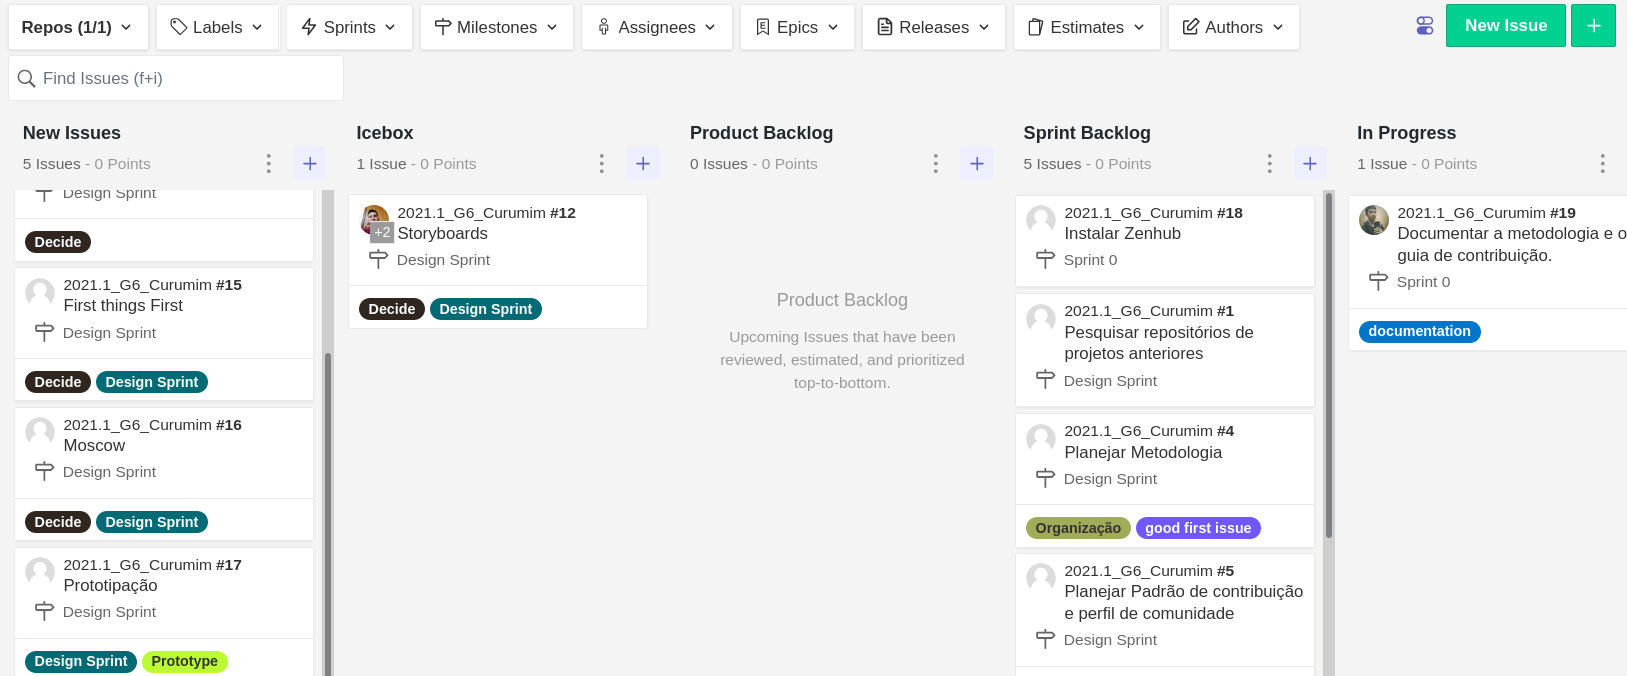 Repos (1/1) Labels Sprints Milestones Assignees Epics Releases Estimates Authors New Issue +
Find Issues (f+i)
New Issues
5 Issues - 0 Points
Design Sprint
Decide
2021.1_G6_Curumim #15
First things First
Design Sprint
Decide Design Sprint
2021.1_G6_Curumim #16
Moscow
Design Sprint
Decide Design Sprint
2021.1_G6_Curumim #17
Prototipação
Design Sprint
Design Sprint Prototype
Icebox
1 Issue - 0 Points
2021.1_G6_Curumim #12
+2 Storyboards
Design Sprint
Decide Design Sprint
Product Backlog
0 Issues - 0 Points
Product Backlog
Upcoming Issues that have been
reviewed, estimated, and prioritized
top-to-bottom.
Sprint Backlog
5 Issues - 0 Points
2021.1_G6_Curumim #18
Instalar Zenhub
Sprint 0
2021.1_G6_Curumim #1
Pesquisar repositórios de
projetos anteriores
Design Sprint
2021.1_G6_Curumim #4
Planejar Metodologia
Design Sprint
Organização good first issue
2021.1_G6_Curumim #5
Planejar Padrão de contribuição
e perfil de comunidade
Design Sprint
In Progress
1 Issue - 0 Points
2021.1_G6_Curumim #19
Documentar a metodologia e o
guia de contribuição.
Sprint 0
documentation